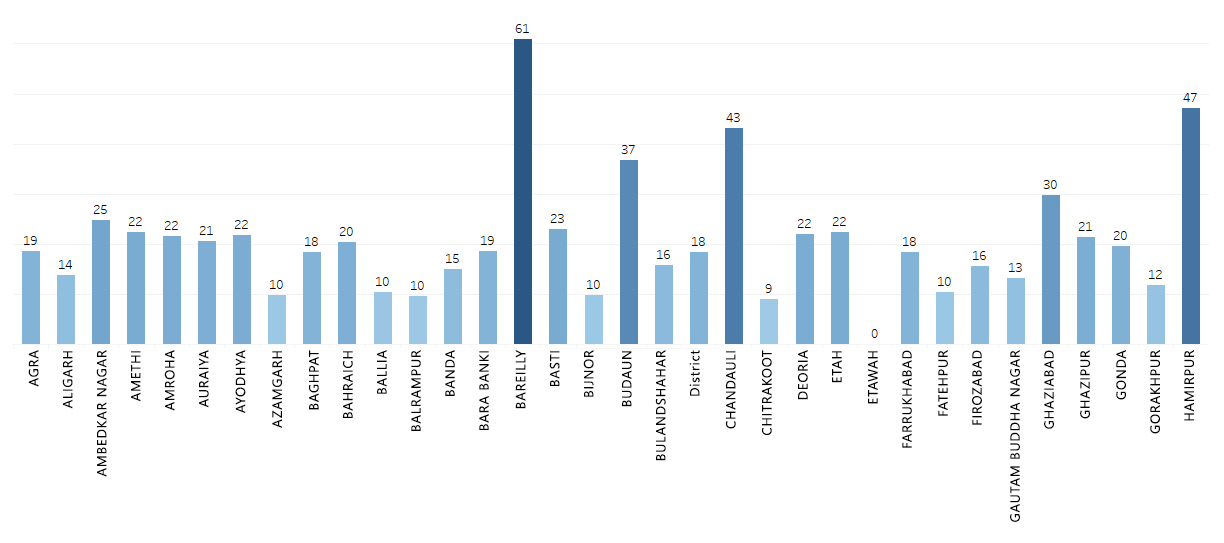 61
47
43
37
30
25
23
22
22
22
22
22
21
21
20
20
19
19
18
18
18
16
16
15
14
13
12
10
10
10
10
10
9
0
AGRA
ALIGARH
AMBEDKAR NAGAR
AMETHI
AMROHA
AURAIYA
AYODHYA
AZAMGARH
BAGHPAT
BAHRAICH
BALLIA
BALRAMPUR
BANDA
BARA BANKI
BAREILLY
BASTI
BIJNOR
BUDAUN
BULANDSHAHAR
District
CHANDAULI
CHITRAKOOT
DEORIA
ETAH
ETAWAH
FARRUKHABAD
FATEHPUR
FIROZABAD
GAUTAM BUDDHA NAGAR
GHAZIABAD
GHAZIPUR
GONDA
GORAKHPUR
HAMIRPUR